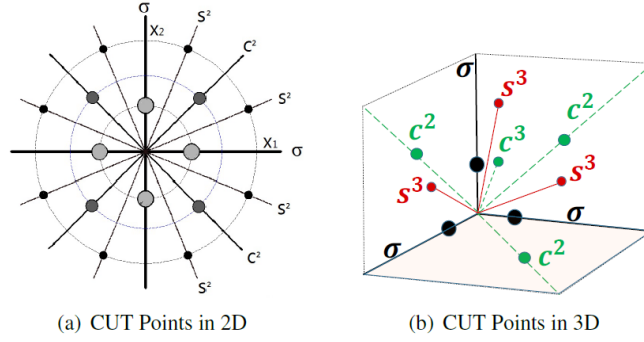 σ
X₂
S²
C²
S²
X₁
σ
S²
C²
S²
σ
s³
c²
c³
c²
s³
s³
σ
σ
c²
(a) CUT Points in 2D
(b) CUT Points in 3D